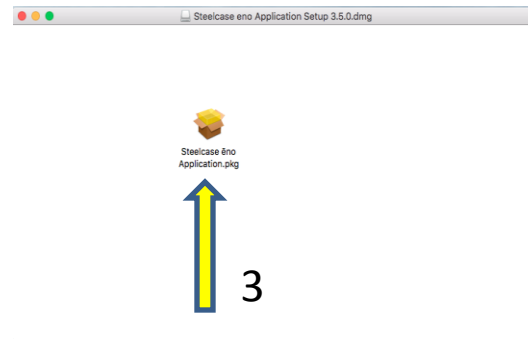 Steelcase eno Application Setup 3.5.0.dmg
Steelcase ēno
Application.pkg
3